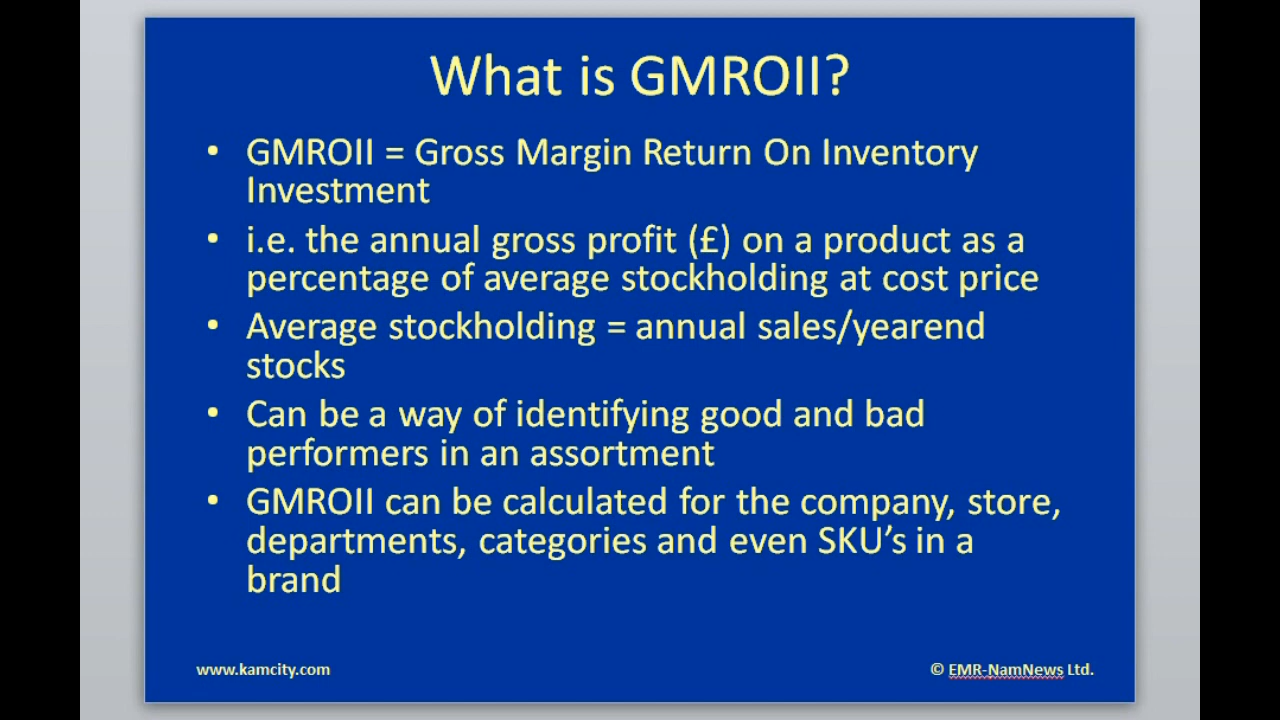 What is GMROII?
• GMROII = Gross Margin Return On Inventory
Investment
• i.e. the annual gross profit (£) on a product as a
percentage of average stockholding at cost price
• Average stockholding = annual sales/yearend
stocks
• Can be a way of identifying good and bad
performers in an assortment
• GMROII can be calculated for the company, store,
departments, categories and even SKU’s in a
brand
www.kamcity.com
© EMR-NamNews Ltd.